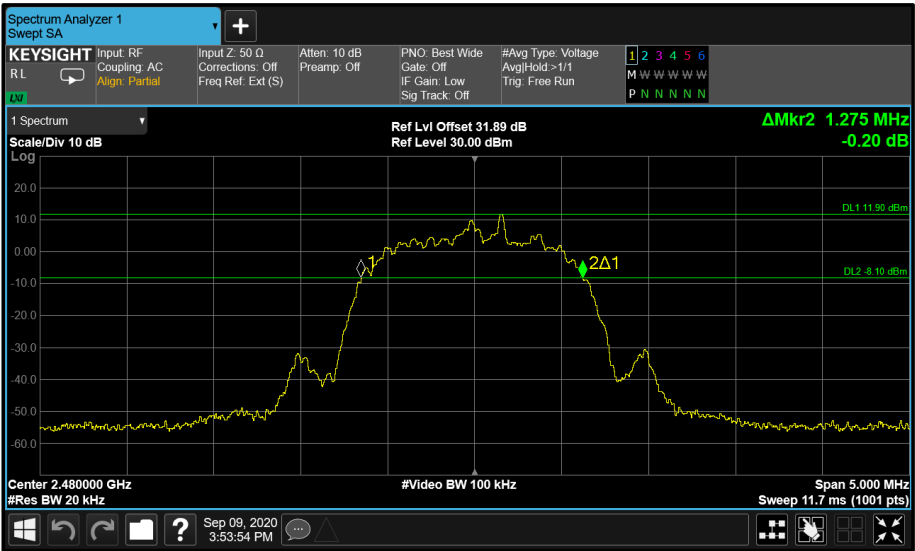 Spectrum Analyzer 1
Swept SA
+
KEYSIGHT
R L
LXI
Input: RF
Coupling: AC
Align: Partial
Input Z: 50 Ω
Corrections: Off
Freq Ref: Ext (S)
Atten: 10 dB
Preamp: Off
PNO: Best Wide
Gate: Off
IF Gain: Low
Sig Track: Off
#Avg Type: Voltage
Avg|Hold:>1/1
Trig: Free Run
1 2 3 4 5 6
M W W W W W
P N N N N N
1 Spectrum
Scale/Div 10 dB
Ref Lvl Offset 31.89 dB
Ref Level 30.00 dBm
ΔMkr2 1.275 MHz
-0.20 dB
Log
20.0
10.0
0.00
-10.0
-20.0
-30.0
-40.0
-50.0
-60.0
DL1 11.90 dBm
1
2Δ1
DL2 -8.10 dBm
Center 2.480000 GHz
#Res BW 20 kHz
#Video BW 100 kHz
Span 5.000 MHz
Sweep 11.7 ms (1001 pts)
?
Sep 09, 2020
3:53:54 PM